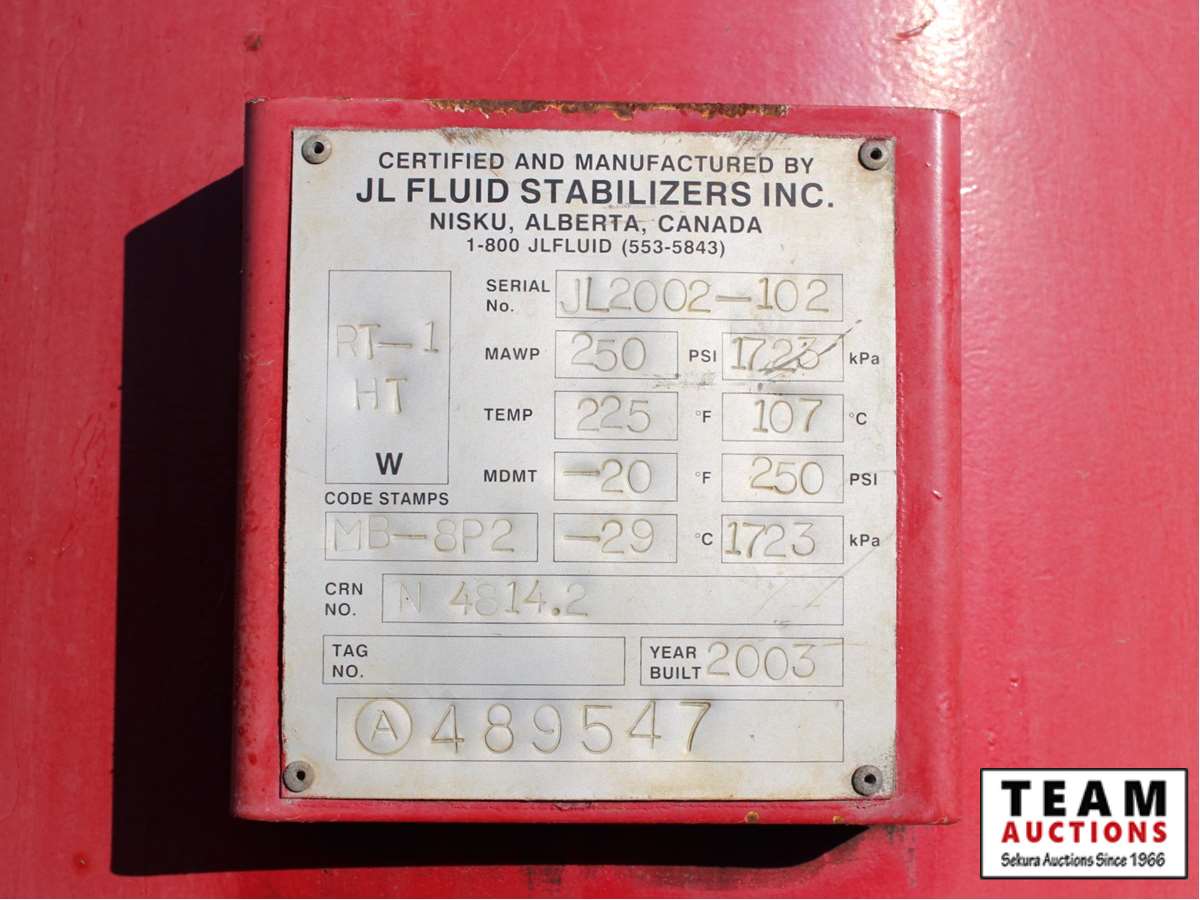 CERTIFIED AND MANUFACTURED BY
JL FLUID STABILIZERS INC.
NISKU, ALBERTA, CANADA
1-800 JLFLUID (553-5843)
SERIAL No. JL2002-102
RT-1
HT
W
MAWP 250 PSI 1723 kPa
TEMP 225 °F 107 °C
MDMT -20 °F 250 PSI
CODE STAMPS
MB-8P2 -29 °C 1723 kPa
CRN NO. N 4814.2
TAG NO.
YEAR BUILT 2003
A 489547
TEAM
AUCTIONS
Sekura Auctions Since 1966